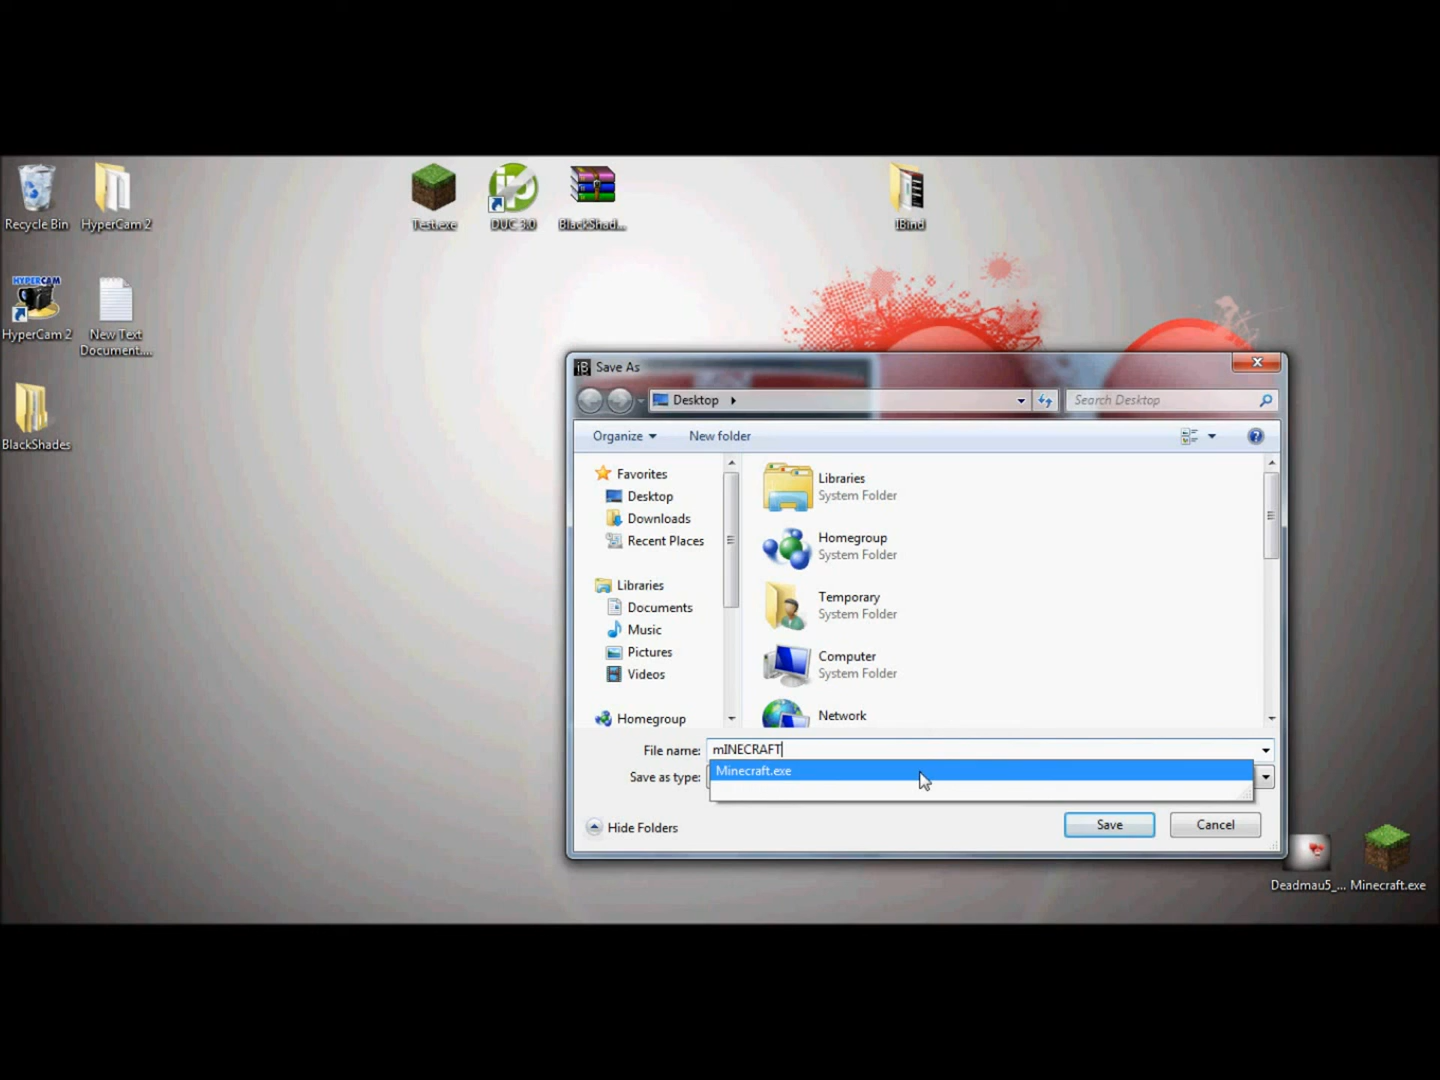 Recycle Bin
HyperCam 2
Test.exe
DUC 3.0
BlackShad...
IBind
HYPERCAM
HyperCam 2
New Text
Document....
BlackShades
iB Save As
Desktop
Search Desktop
Organize
New folder
Favorites
Desktop
Downloads
Recent Places
Libraries
Documents
Music
Pictures
Videos
Homegroup
Libraries
System Folder
Homegroup
System Folder
Temporary
System Folder
Computer
System Folder
Network
File name: mINECRAFT
Minecraft.exe
Save as type:
Hide Folders
Save
Cancel
Deadmau5_...
Minecraft.exe